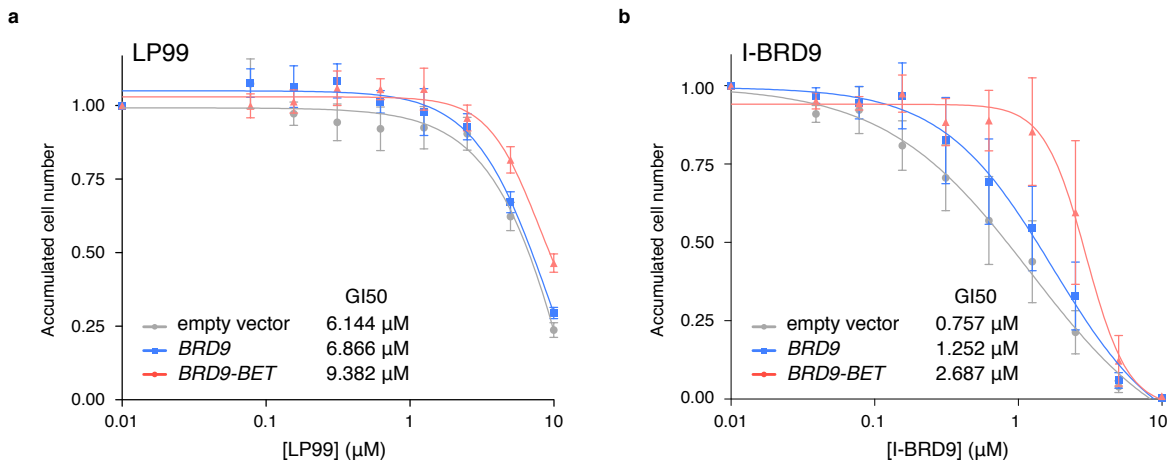 a
LP99
1.00
0.75
0.50
0.25
0.00
Accumulated cell number
GI50
empty vector 6.144 µM
BRD9 6.866 µM
BRD9-BET 9.382 µM
0.01 0.1 1 10
[LP99] (µM)
b
I-BRD9
1.00
0.75
0.50
0.25
0.00
Accumulated cell number
GI50
empty vector 0.757 µM
BRD9 1.252 µM
BRD9-BET 2.687 µM
0.01 0.1 1 10
[I-BRD9] (µM)